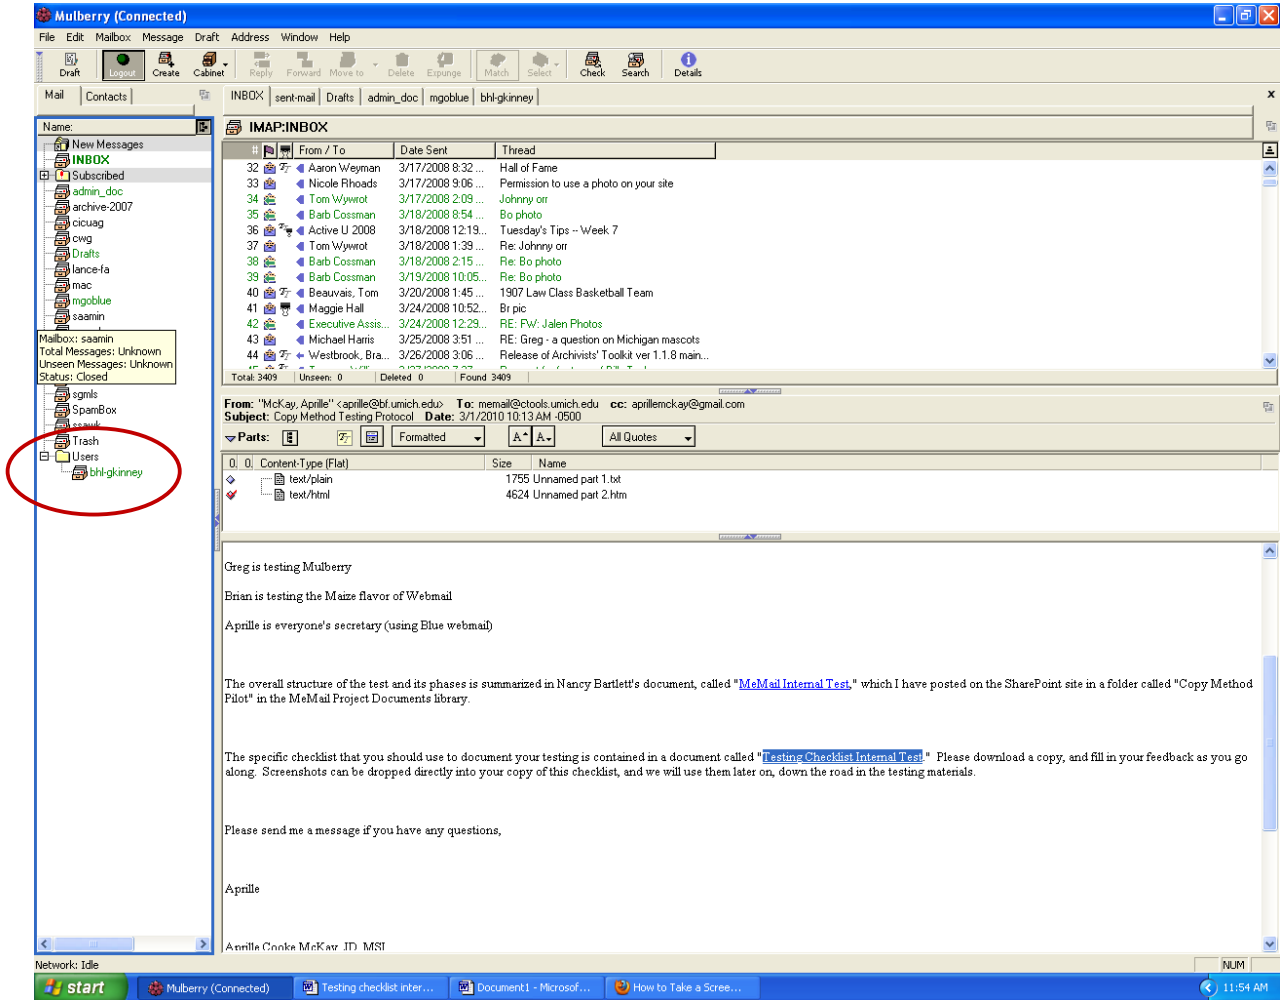 Mulberry (Connected)
File Edit Mailbox Message Draft Address Window Help
Draft Logout Create Cabinet Reply Forward Move to Delete Expunge Match Select Check Search Details
Mail Contacts
INBOX sent-mail Drafts admin_doc mgoblue bhl-gkinney x
Name:
New Messages
INBOX
Subscribed
admin_doc
archive-2007
cicuag
cwg
Drafts
lance-fa
mac
mgoblue
saamin
Mailbox: saamin
Total Messages: Unknown
Unseen Messages: Unknown
Status: Closed
sgmls
SpamBox
ssawk
Trash
Users
bhl-gkinney
IMAP:INBOX
# From / To Date Sent Thread
32 Aaron Weyman 3/17/2008 8:32 ... Hall of Fame
33 Nicole Rhoads 3/17/2008 9:06 ... Permission to use a photo on your site
34 Tom Wywrot 3/17/2008 2:09 ... Johnny orr
35 Barb Cossman 3/18/2008 8:54 ... Bo photo
36 Active U 2008 3/18/2008 12:19... Tuesday's Tips -- Week 7
37 Tom Wywrot 3/18/2008 1:39 ... Re: Johnny orr
38 Barb Cossman 3/18/2008 2:15 ... Re: Bo photo
39 Barb Cossman 3/19/2008 10:05... Re: Bo photo
40 Beauvais, Tom 3/20/2008 1:45 ... 1907 Law Class Basketball Team
41 Maggie Hall 3/24/2008 10:52... Br pic
42 Executive Assis... 3/24/2008 12:29... RE: FW: Jalen Photos
43 Michael Harris 3/25/2008 3:51 ... RE: Greg - a question on Michigan mascots
44 Westbrook, Bra... 3/26/2008 3:06 ... Release of Archivists' Toolkit ver 1.1.8 main...
Total: 3409 Unseen: 0 Deleted 0 Found 3409
From: "McKay, Aprille" <aprille@bf.umich.edu> To: memail@ctools.umich.edu cc: aprillemckay@gmail.com
Subject: Copy Method Testing Protocol Date: 3/1/2010 10:13 AM -0500
Parts: Formatted A A All Quotes
0. 0. Content-Type (Flat) Size Name
text/plain 1755 Unnamed part 1.txt
text/html 4624 Unnamed part 2.htm
Greg is testing Mulberry
Brian is testing the Maize flavor of Webmail
Aprille is everyone's secretary (using Blue webmail)
The overall structure of the test and its phases is summarized in Nancy Bartlett's document, called "MeMail Internal Test," which I have posted on the SharePoint site in a folder called "Copy Method
Pilot" in the MeMail Project Documents library.
The specific checklist that you should use to document your testing is contained in a document called "Testing Checklist Internal Test." Please download a copy, and fill in your feedback as you go
along. Screenshots can be dropped directly into your copy of this checklist, and we will use them later on, down the road in the testing materials.
Please send me a message if you have any questions,
Aprille
Aprille Cooke McKay, JD, MSI
Network: Idle NUM
start Mulberry (Connected) Testing checklist inter... Document1 - Microsof... How to Take a Scree... 11:54 AM